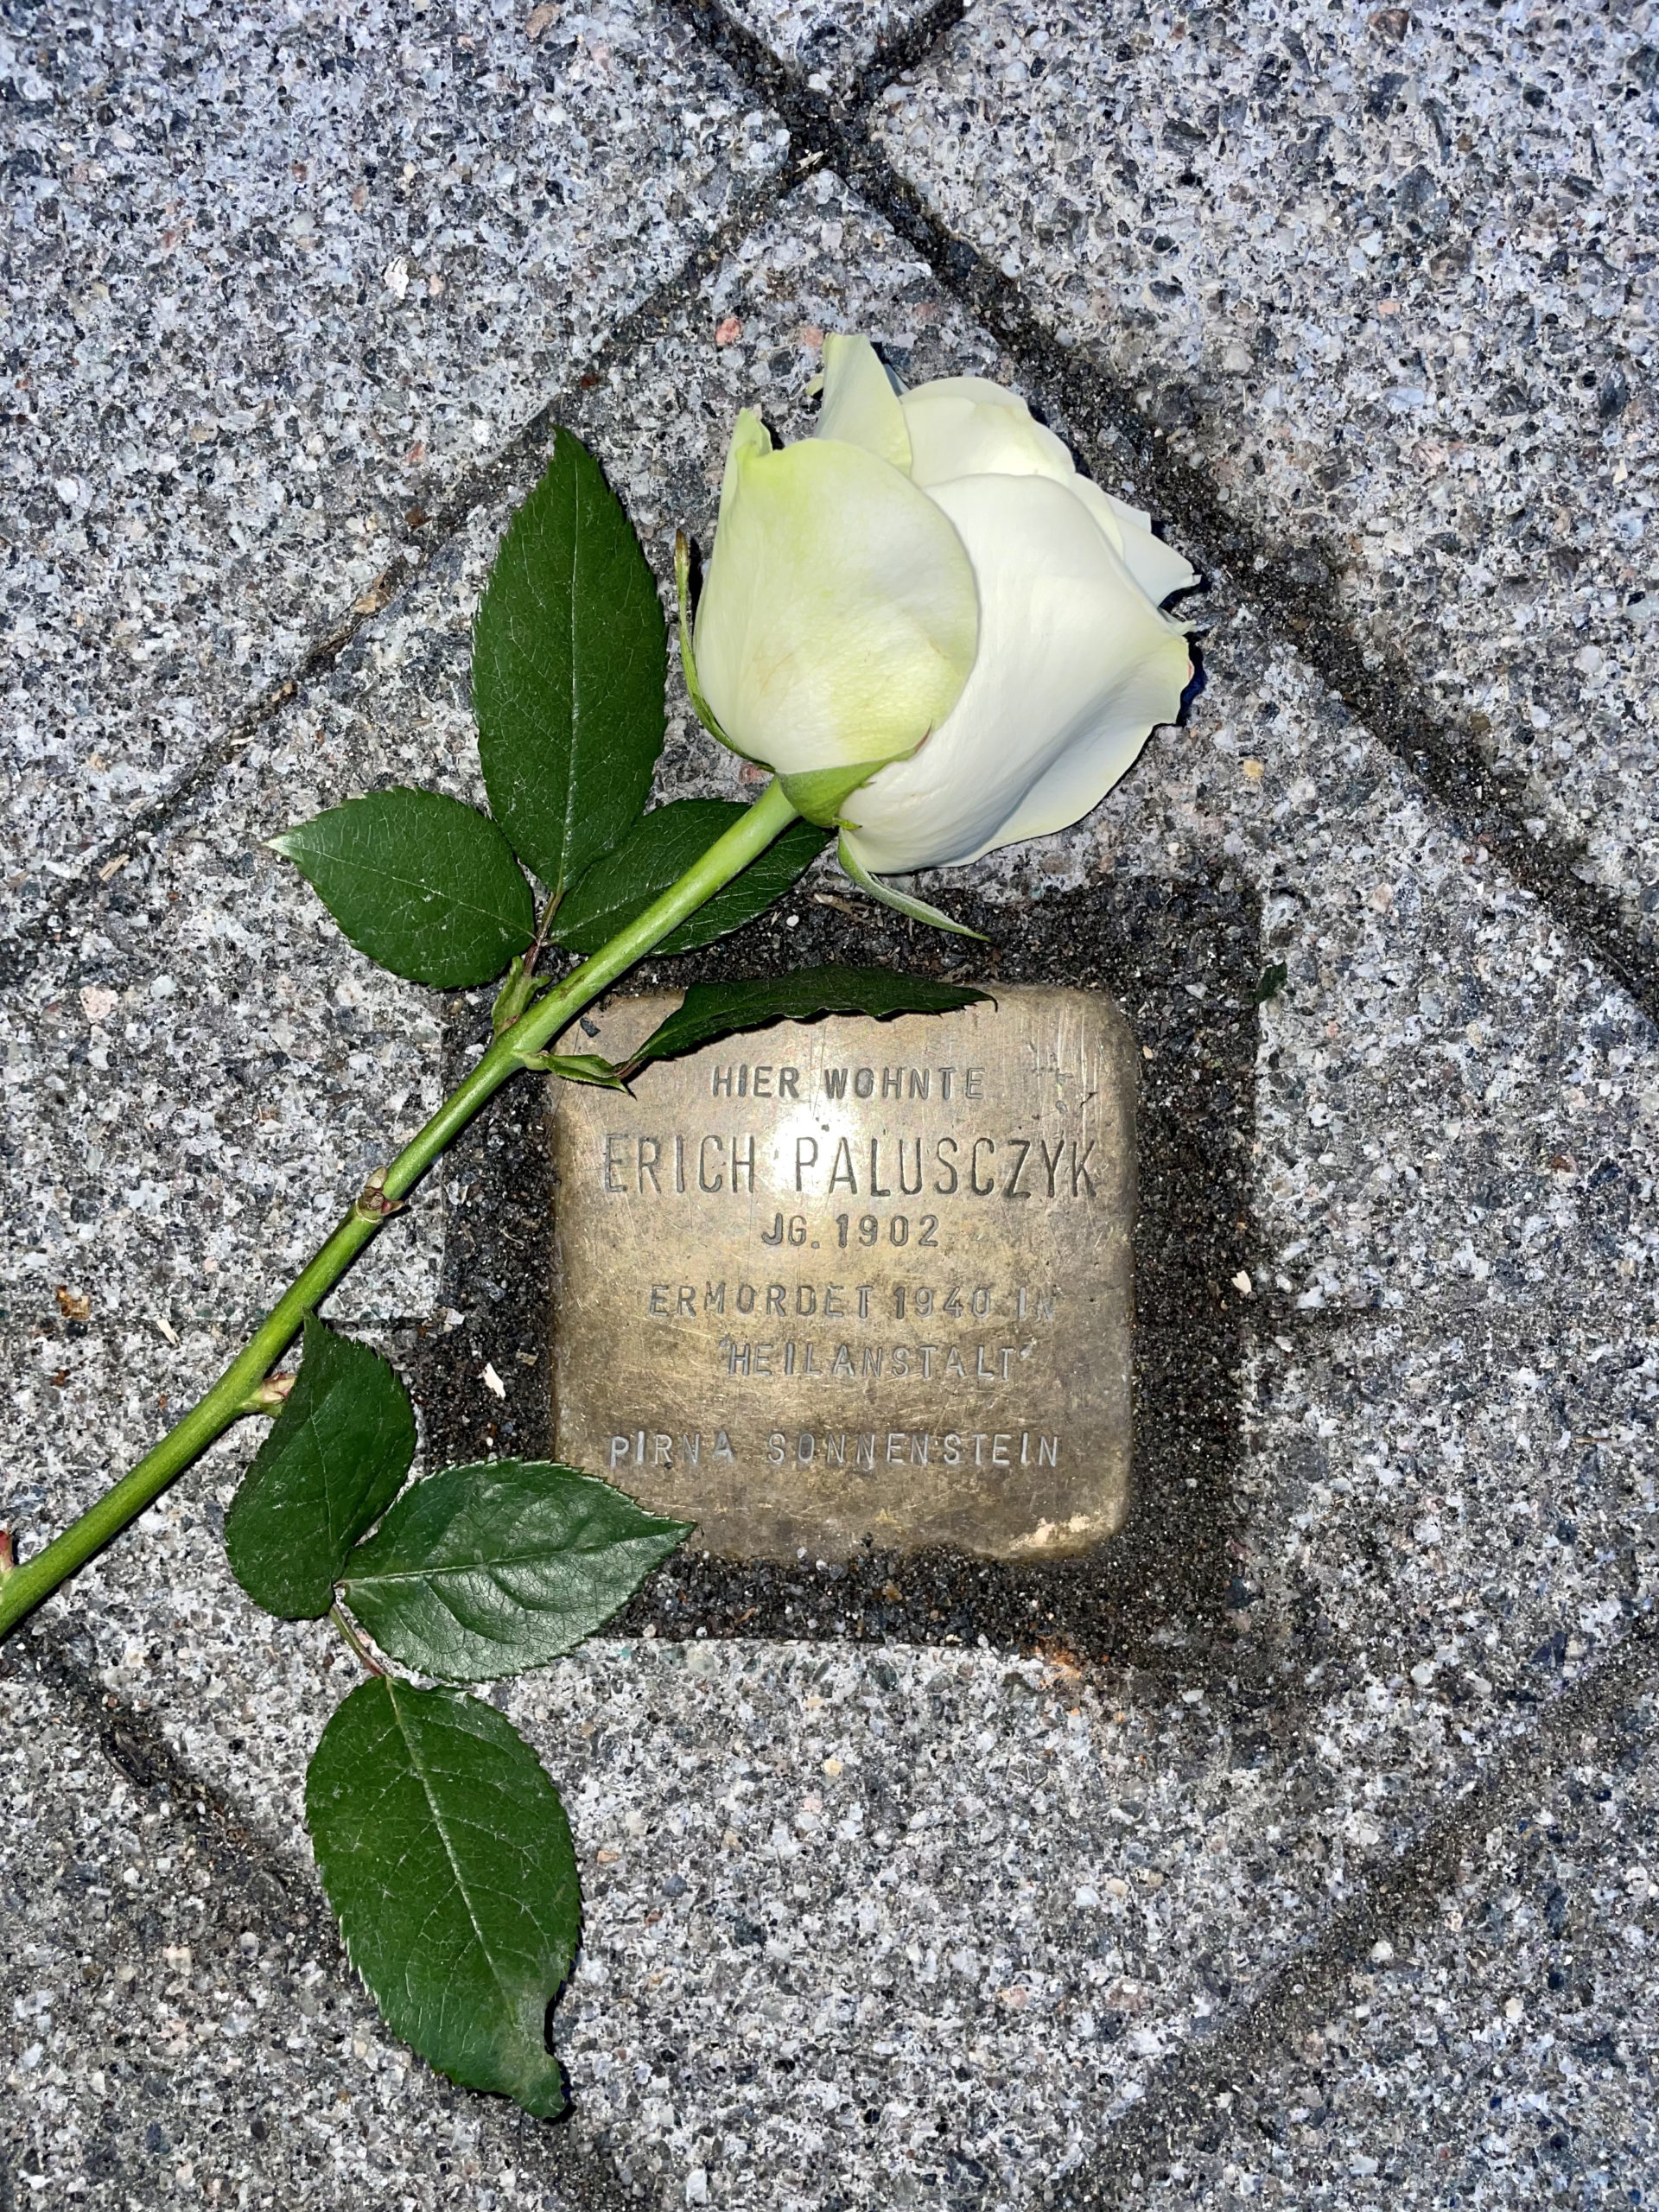 HIER WOHNTE
ERICH PALUSCZYK
JG. 1902
ERMORDET 1940 IN
"HEILANSTALT"
PIRNA SONNENSTEIN